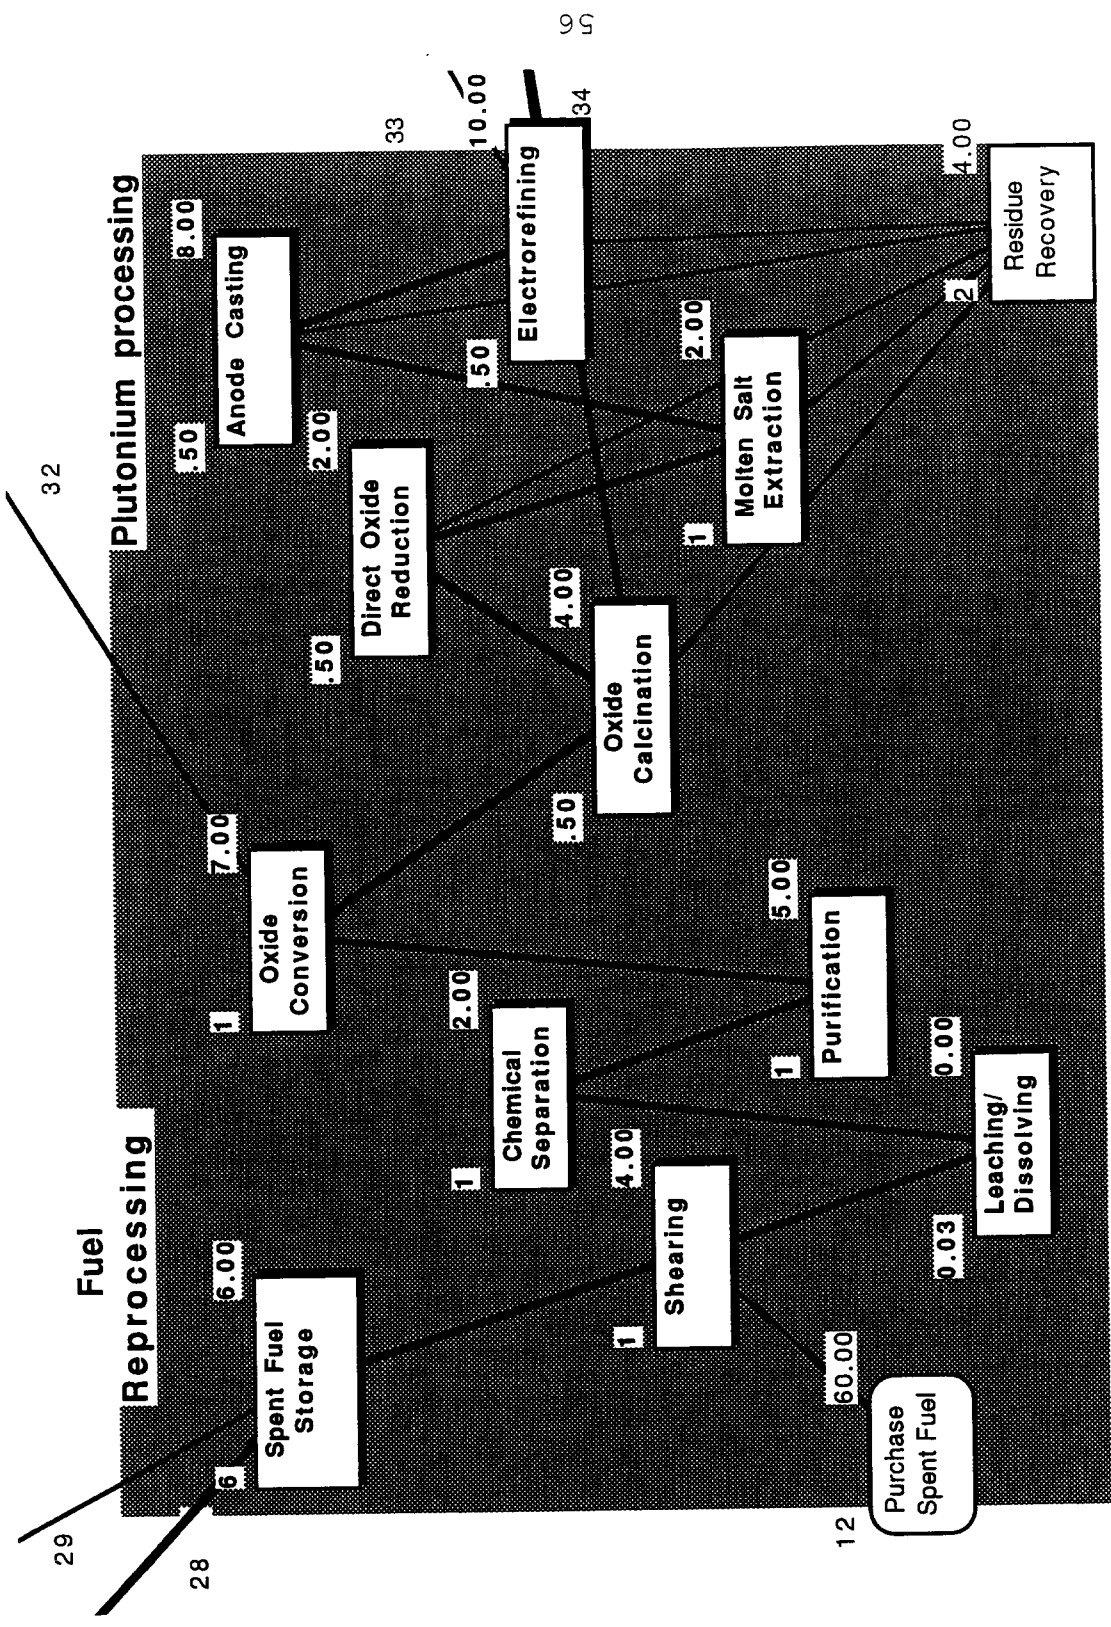 Fuel
Reprocessing
Plutonium processing
29
28
32
33
34
12
6
6.00
Spent Fuel
Storage
1
7.00
Oxide
Conversion
.50
8.00
Anode Casting
.50
2.00
Direct Oxide
Reduction
1
2.00
Chemical
Separation
.50
10.00
Electrorefining
.50
4.00
Oxide
Calcination
1
4.00
Shearing
1
2.00
Molten Salt
Extraction
1
5.00
Purification
60.00
Purchase
Spent Fuel
0.03
0.00
Leaching/
Dissolving
2
4.00
Residue
Recovery
56